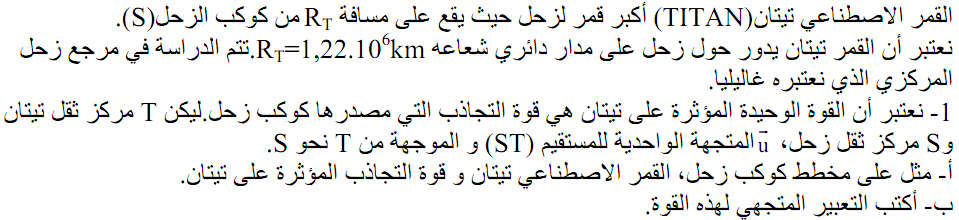 القمر الاصطناعي تيتان(TITAN) أكبر قمر لزحل حيث يقع على مسافة R_T من كوكب الزحل(S).
نعتبر أن القمر تيتان يدور حول زحل على مدار دائري شعاعه R_T=1,22.10⁶km.تتم الدراسة في مرجع زحل
المركزي الذي نعتبره غاليليا.
1- نعتبر أن القوة الوحيدة المؤثرة على تيتان هي قوة التجاذب التي مصدرها كوكب زحل.ليكن T مركز ثقل تيتان
وS مركز ثقل زحل، u⃗ المتجهة الواحدية للمستقيم (ST) و الموجهة من T نحو S.
أ- مثل على مخطط كوكب زحل، القمر الاصطناعي تيتان و قوة التجاذب المؤثرة على تيتان.
ب- أكتب التعبير المتجهي لهذه القوة.